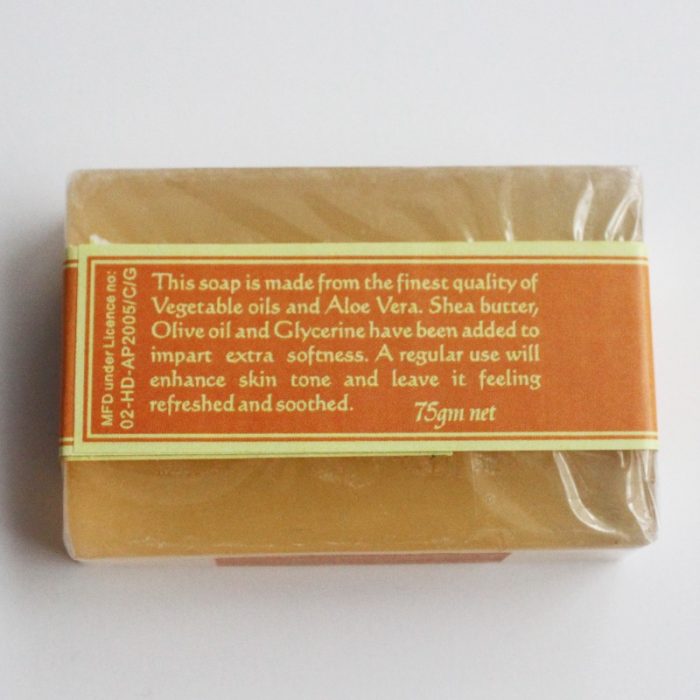 MFD under Licence no:
02-HD-AP2005/C/G
This soap is made from the finest quality of
Vegetable oils and Aloe Vera. Shea butter,
Olive oil and Glycerine have been added to
impart extra softness. A regular use will
enhance skin tone and leave it feeling
refreshed and soothed.
75gm net